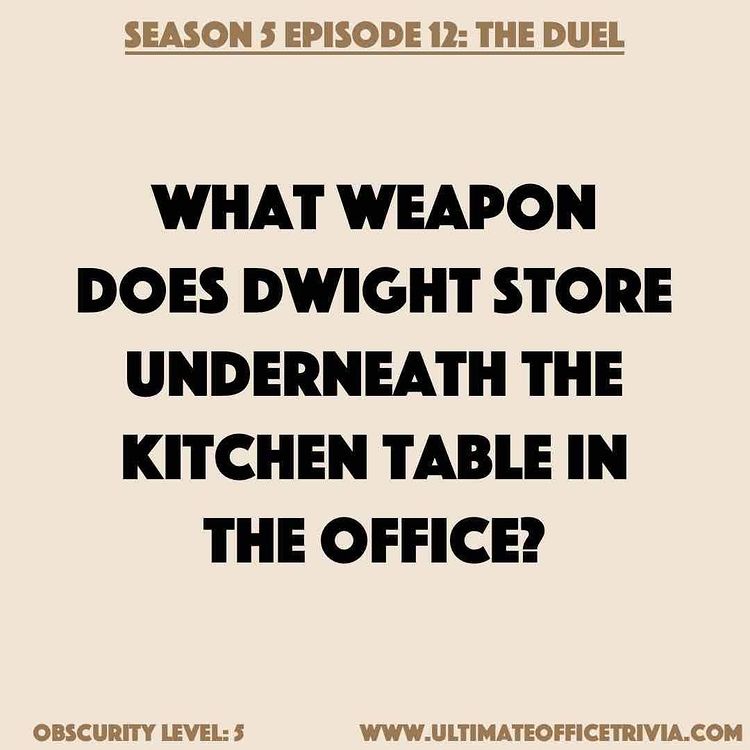 SEASON 5 EPISODE 12: THE DUEL
WHAT WEAPON
DOES DWIGHT STORE
UNDERNEATH THE
KITCHEN TABLE IN
THE OFFICE?
OBSCURITY LEVEL: 5
WWW.ULTIMATEOFFICETRIVIA.COM